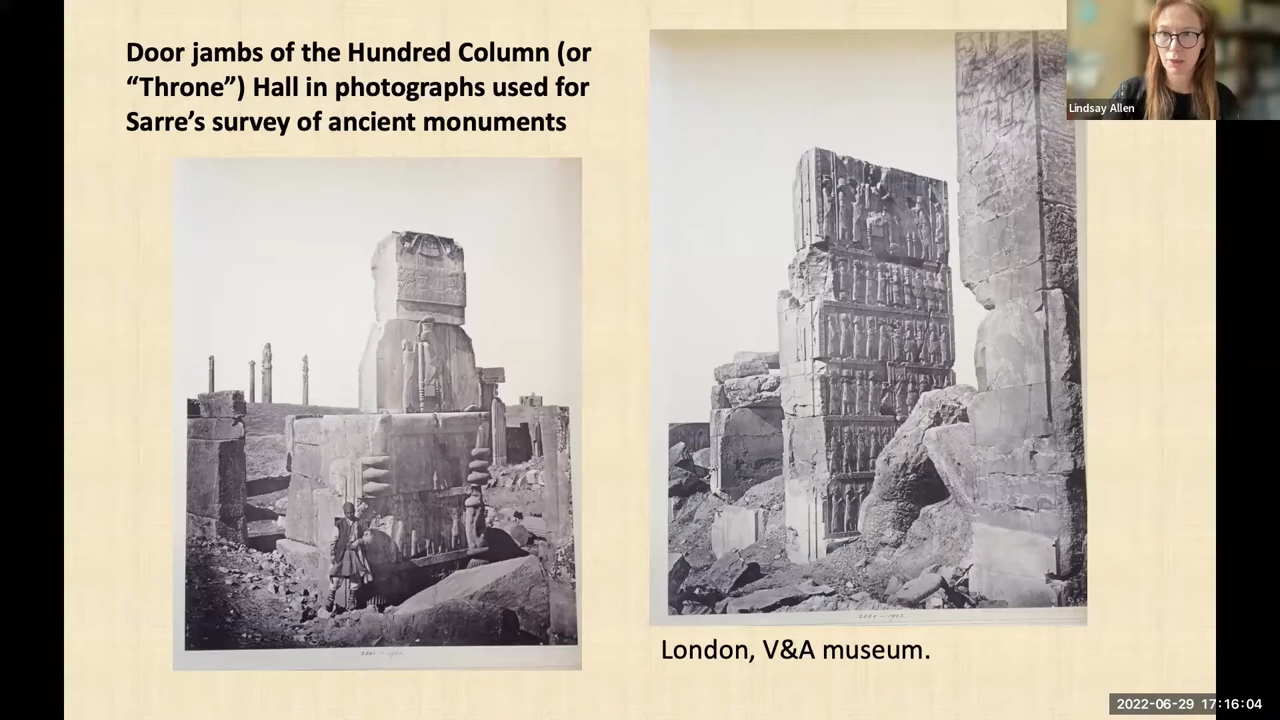 Door jambs of the Hundred Column (or
“Throne”) Hall in photographs used for
Sarre’s survey of ancient monuments
Lindsay Allen
London, V&A museum.
2022-06-29 17:16:04